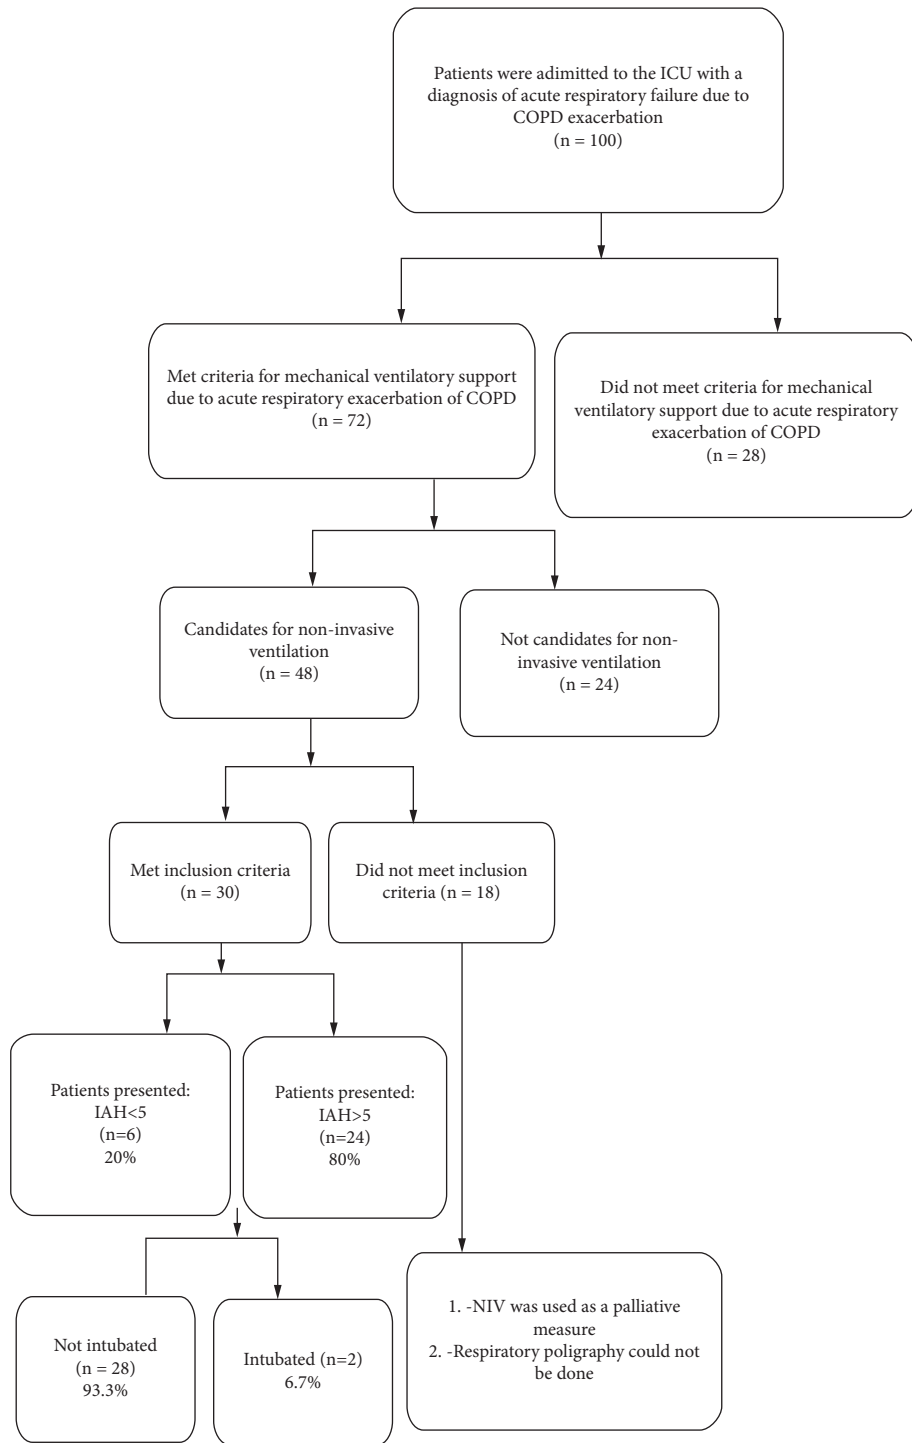 Patients were adimitted to the ICU with a
diagnosis of acute respiratory failure due to
COPD exacerbation
(n = 100)
Met criteria for mechanical ventilatory support
due to acute respiratory exacerbation of COPD
(n = 72)
Did not meet criteria for mechanical
ventilatory support due to acute respiratory
exacerbation of COPD
(n = 28)
Candidates for non-invasive
ventilation
(n = 48)
Not candidates for non-
invasive ventilation
(n = 24)
Met inclusion criteria
(n = 30)
Did not meet inclusion
criteria (n = 18)
Patients presented:
IAH<5
(n=6)
20%
Patients presented:
IAH>5
(n=24)
80%
Not intubated
(n = 28)
93.3%
Intubated (n=2)
6.7%
1. -NIV was used as a palliative
measure
2. -Respiratory poligraphy could not
be done